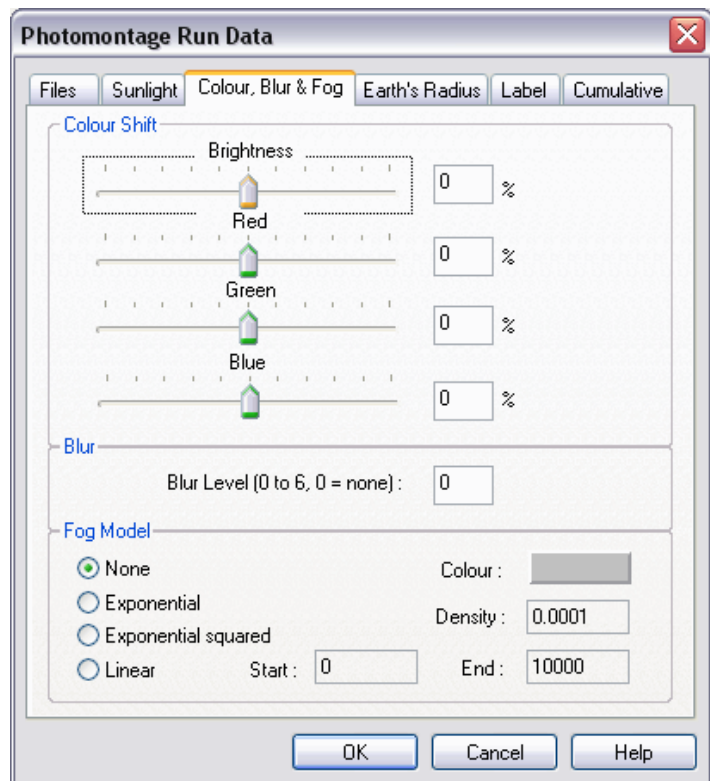 Photomontage Run Data
Files Sunlight Colour, Blur & Fog Earth's Radius Label Cumulative
Colour Shift
Brightness
0 %
Red
0 %
Green
0 %
Blue
0 %
Blur
Blur Level (0 to 6, 0 = none) : 0
Fog Model
None Colour :
Exponential Density : 0.0001
Exponential squared
Linear Start : 0 End : 10000
OK Cancel Help